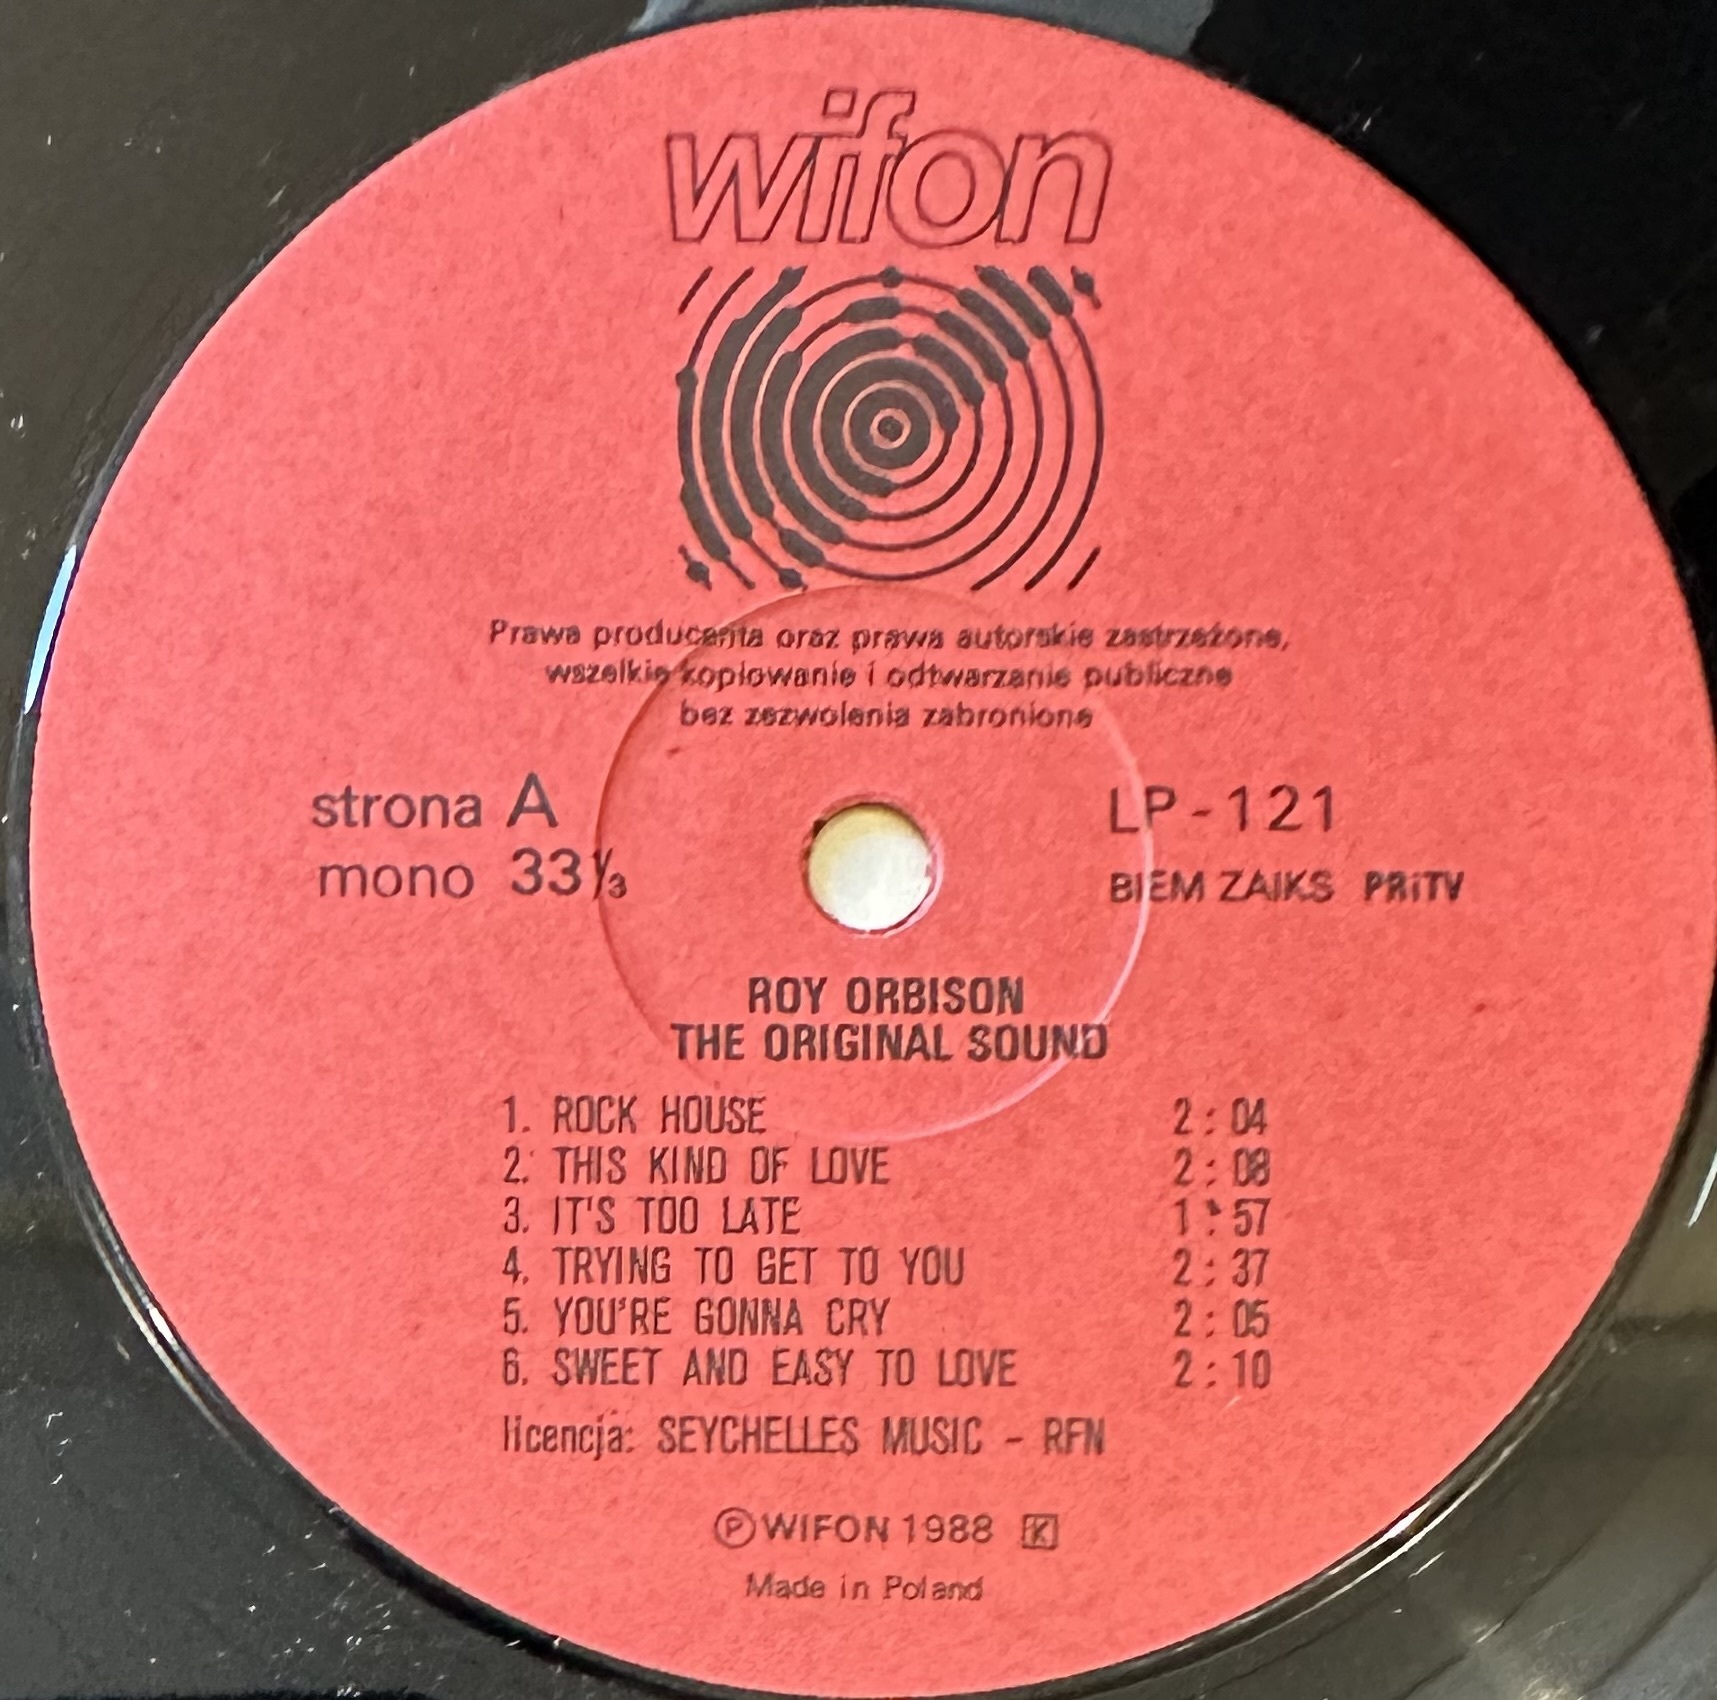 wifon
Prawa producenta oraz prawa autorskie zastrzeżone,
wszelkie kopiowanie i odtwarzanie publiczne
bez zezwolenia zabronione
strona A
mono 33 1/3
LP-121
BIEM ZAIKS PRiTV
ROY ORBISON
THE ORIGINAL SOUND
1. ROCK HOUSE 2:04
2. THIS KIND OF LOVE 2:08
3. IT'S TOO LATE 1:57
4. TRYING TO GET TO YOU 2:37
5. YOU'RE GONNA CRY 2:05
6. SWEET AND EASY TO LOVE 2:10
licencja: SEYCHELLES MUSIC - RFN
Ⓟ WIFON 1988 K
Made in Poland